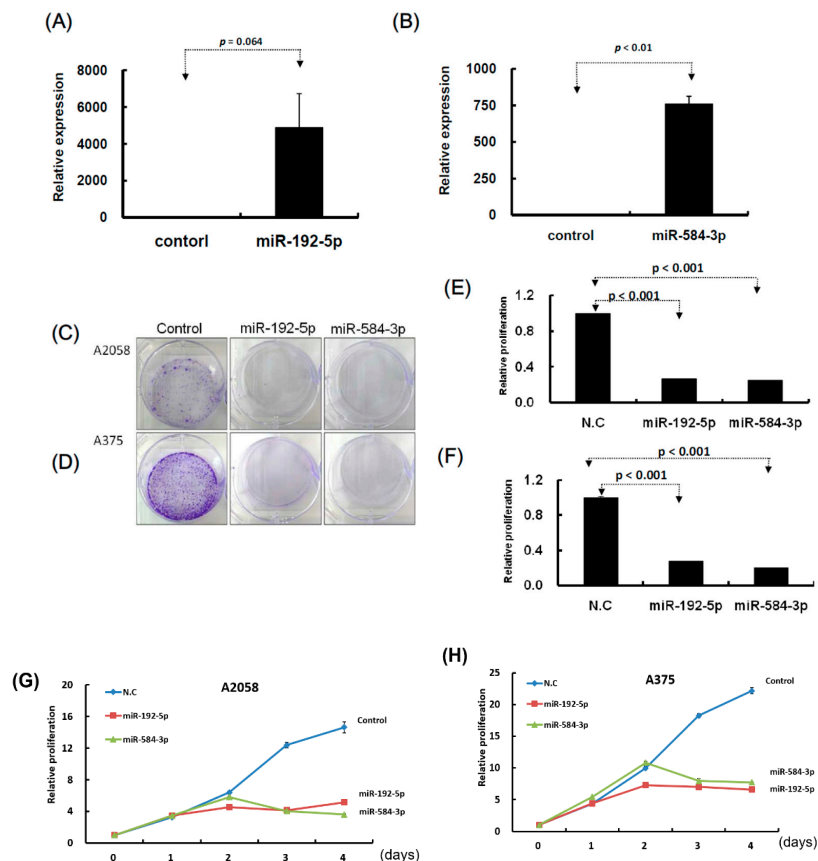 (A)
p = 0.064
Relative expression
8000
6000
4000
2000
0
contorl
miR-192-5p
(B)
p < 0.01
Relative expression
1000
750
500
250
0
control
miR-584-3p
(C)
Control
miR-192-5p
miR-584-3p
A2058
A375
(D)
(E)
p < 0.001
p < 0.001
Relative proliferation
1.2
0.8
0.4
0.0
N.C
miR-192-5p
miR-584-3p
(F)
p < 0.001
p < 0.001
Relative proliferation
1.2
0.8
0.4
0.0
N.C
miR-192-5p
miR-584-3p
(G)
A2058
Relative proliferation
20
16
12
8
4
0
N.C
miR-192-5p
miR-584-3p
Control
miR-192-5p
miR-584-3p
0 1 2 3 4 (days)
(H)
A375
Relative proliferation
25
20
15
10
5
0
N.C
miR-192-5p
miR-584-3p
Control
miR-584-3p
miR-192-5p
0 1 2 3 4 (days)